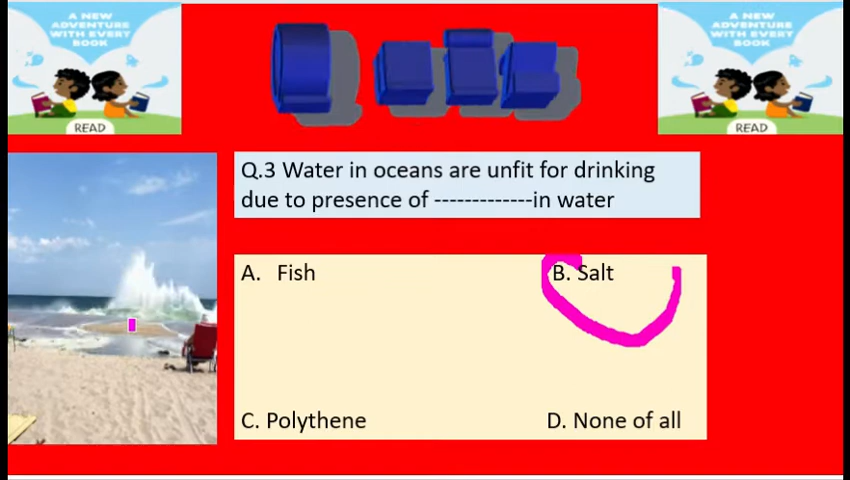 A NEW
ADVENTURE
WITH EVERY
BOOK
READ
A NEW
ADVENTURE
WITH EVERY
BOOK
READ
Q.3 Water in oceans are unfit for drinking
due to presence of -------------in water
A. Fish
B. Salt
C. Polythene
D. None of all